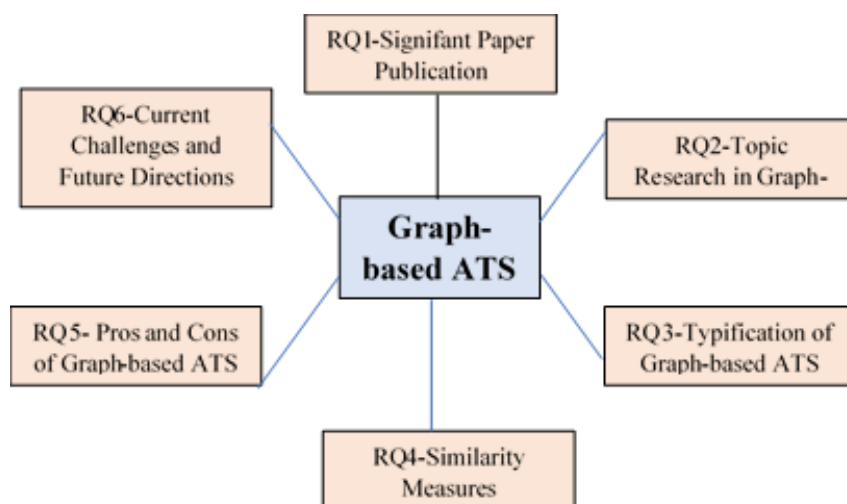 RQ1-Signifant Paper
Publication
RQ6-Current
Challenges and
Future Directions
RQ2-Topic
Research in Graph-
Graph-
based ATS
RQ5- Pros and Cons
of Graph-based ATS
RQ3-Typification of
Graph-based ATS
RQ4-Similarity
Measures